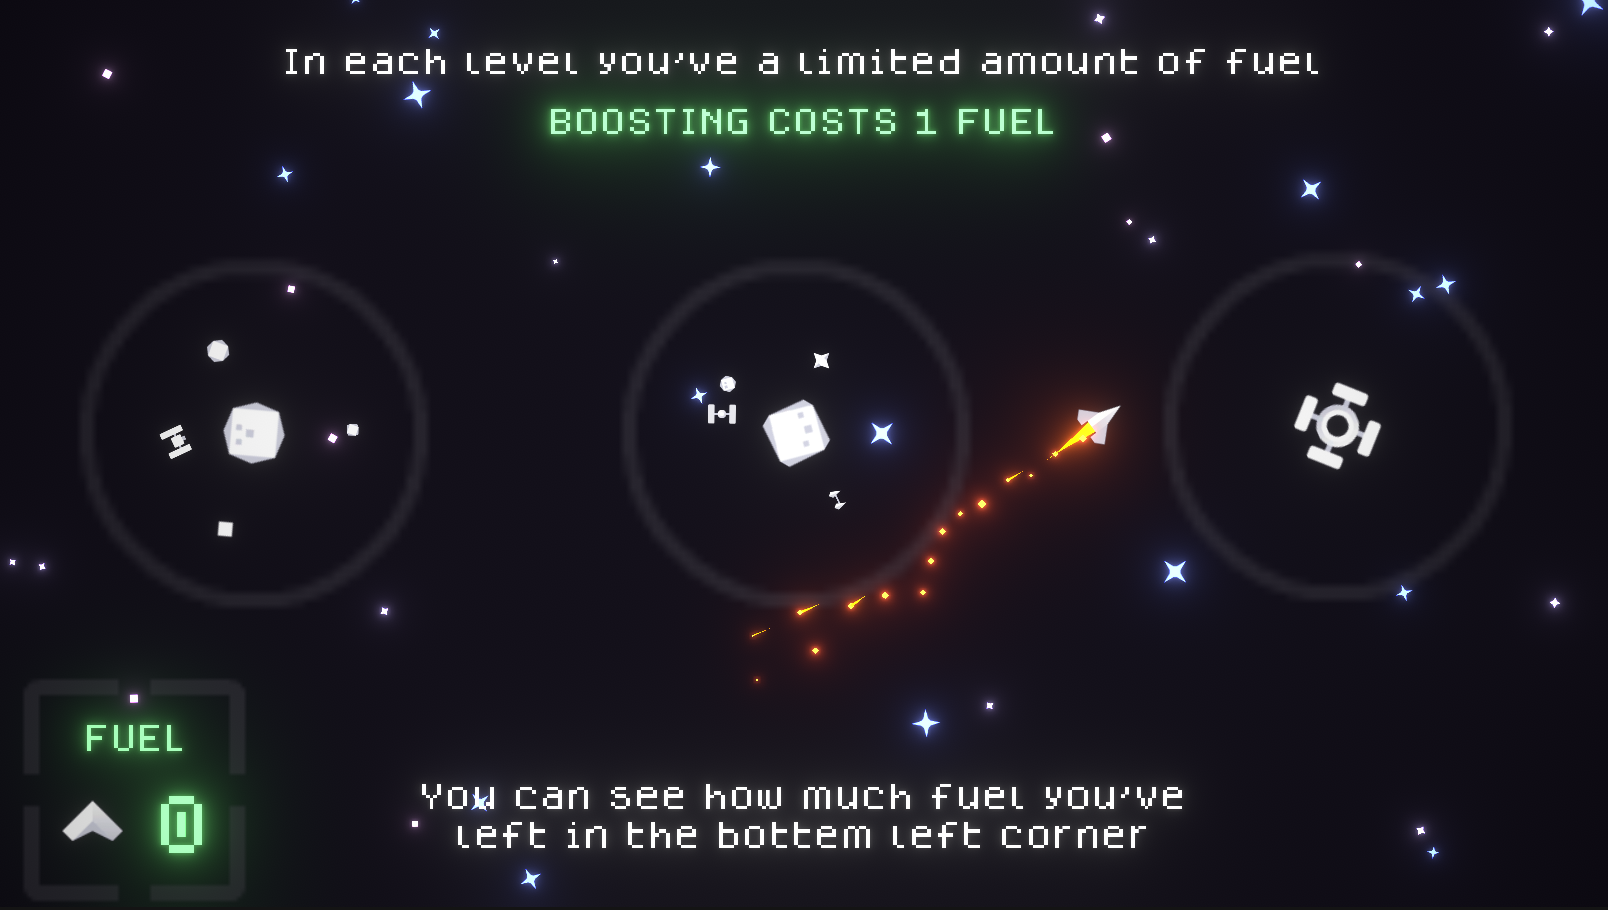 In each level you've a limited amount of fuel
BOOSTING COSTS 1 FUEL
FUEL
0
You can see how much fuel you've
left in the bottem left corner